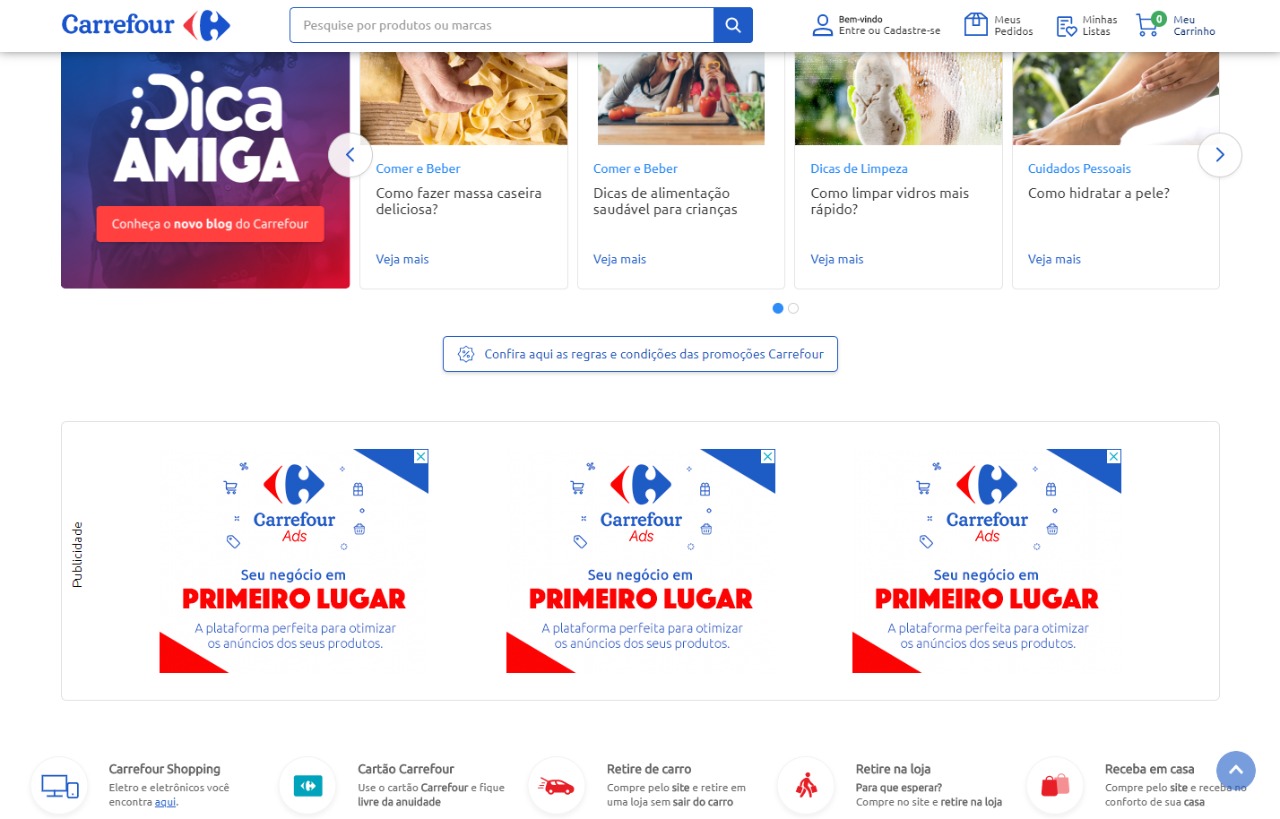 Carrefour
Pesquise por produtos ou marcas
Bem-vindo
Entre ou Cadastre-se
Meus
Pedidos
Minhas
Listas
0
Meu
Carrinho
;Dica
AMIGA
Conheça o novo blog do Carrefour
Comer e Beber
Como fazer massa caseira
deliciosa?
Veja mais
Comer e Beber
Dicas de alimentação
saudável para crianças
Veja mais
Dicas de Limpeza
Como limpar vidros mais
rápido?
Veja mais
Cuidados Pessoais
Como hidratar a pele?
Veja mais
Confira aqui as regras e condições das promoções Carrefour
Publicidade
Carrefour
Ads
Seu negócio em
PRIMEIRO LUGAR
A plataforma perfeita para otimizar
os anúncios dos seus produtos.
Carrefour
Ads
Seu negócio em
PRIMEIRO LUGAR
A plataforma perfeita para otimizar
os anúncios dos seus produtos.
Carrefour
Ads
Seu negócio em
PRIMEIRO LUGAR
A plataforma perfeita para otimizar
os anúncios dos seus produtos.
Carrefour Shopping
Eletro e eletrônicos você
encontra aqui.
Cartão Carrefour
Use o cartão Carrefour e fique
livre da anuidade
Retire de carro
Compre pelo site e retire em
uma loja sem sair do carro
Retire na loja
Para que esperar?
Compre no site e retire na loja
Receba em casa
Compre pelo site e receba no
conforto de sua casa